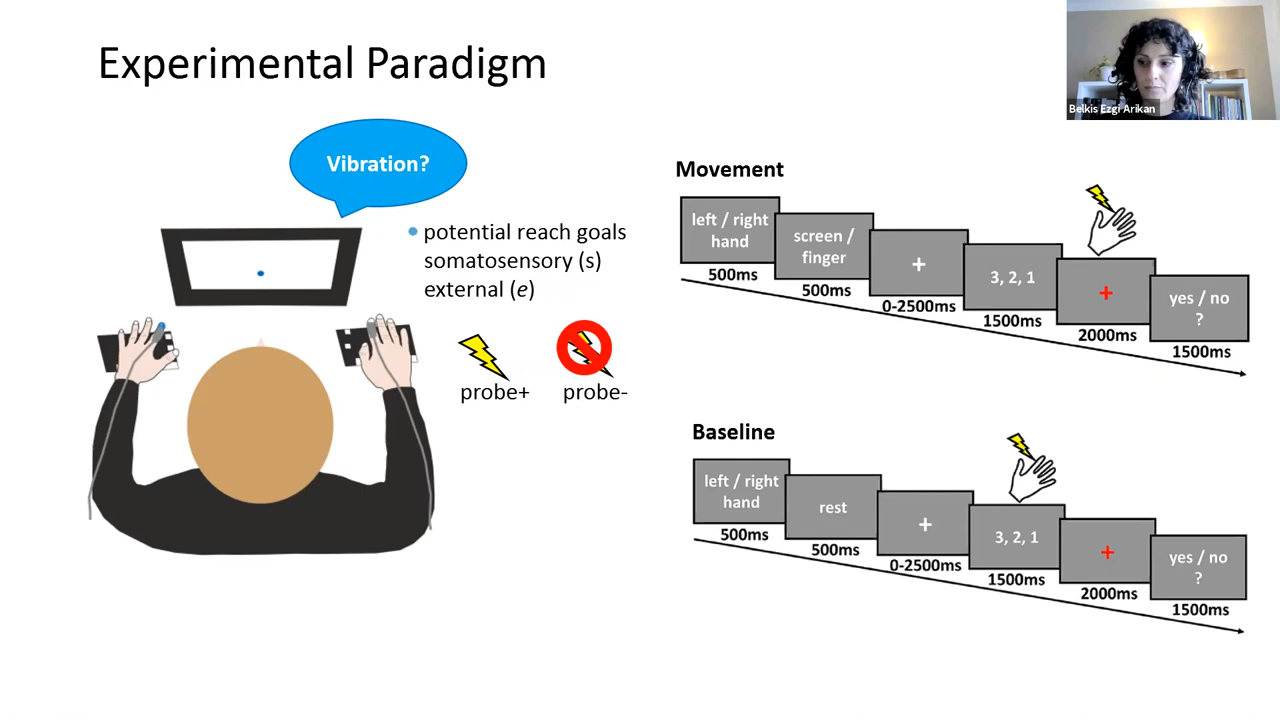 Experimental Paradigm
Belkis Ezgi Arikan
Vibration?
potential reach goals
somatosensory (s)
external (e)
probe+
probe-
Movement
left / right
hand
500ms
screen /
finger
500ms
+
0-2500ms
3, 2, 1
1500ms
+
2000ms
yes / no
?
1500ms
Baseline
left / right
hand
500ms
rest
500ms
+
0-2500ms
3, 2, 1
1500ms
+
2000ms
yes / no
?
1500ms